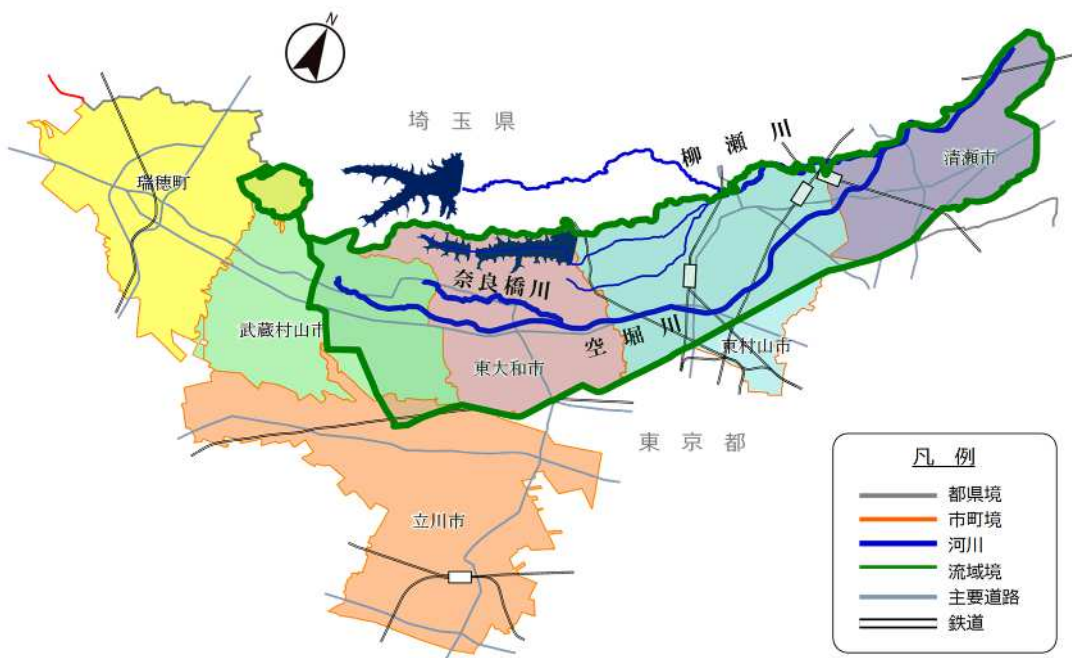 N
埼玉県
柳瀬川
清瀬市
瑞穂町
奈良橋川
武蔵村山市
空堀川
東村山市
東大和市
東京都
立川市
凡例
都県境
市町境
河川
流域境
主要道路
鉄道